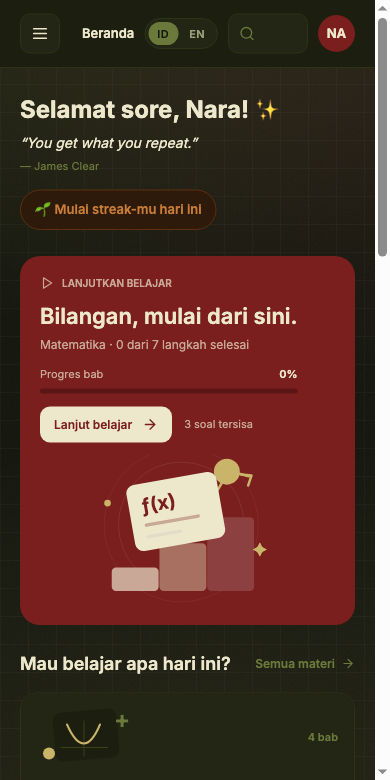 Beranda
ID
EN
NA
Selamat sore, Nara! ✨
“You get what you repeat.”
— James Clear
🌱 Mulai streak-mu hari ini
LANJUTKAN BELAJAR
Bilangan, mulai dari sini.
Matematika · 0 dari 7 langkah selesai
Progres bab
0%
Lanjut belajar →
3 soal tersisa
f(x)
Mau belajar apa hari ini?
Semua materi →
4 bab